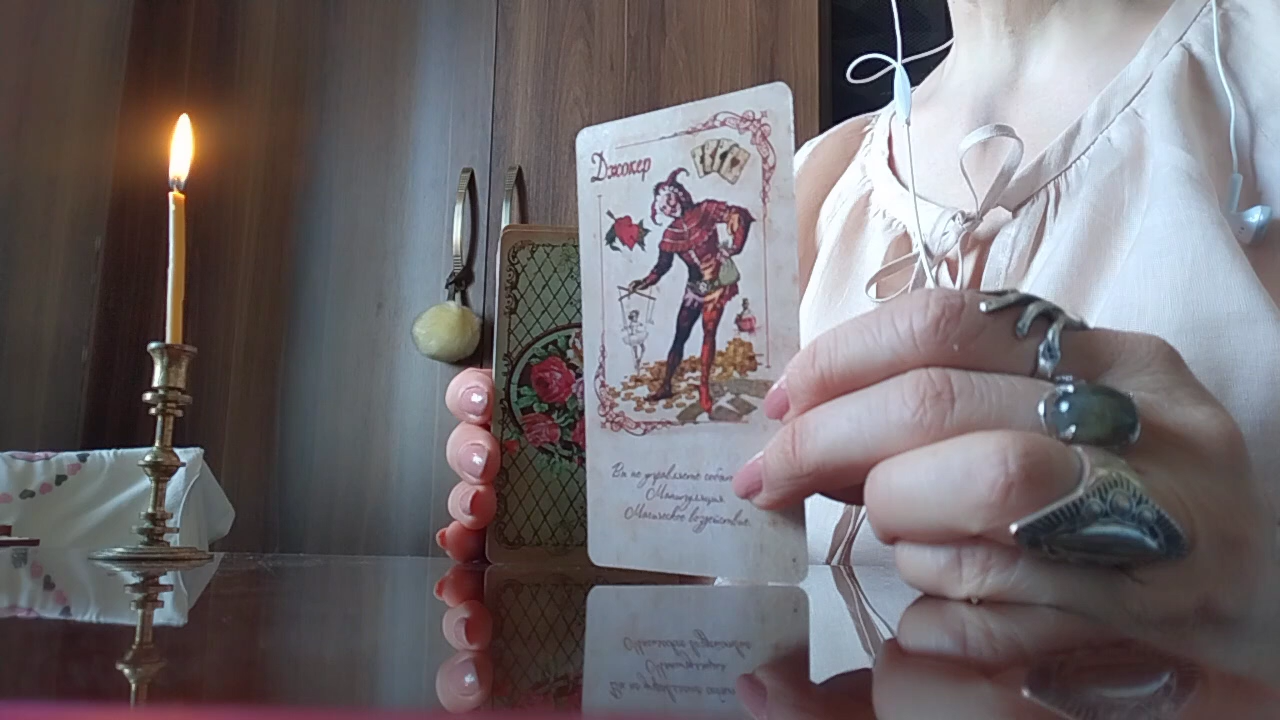 Джокер
Вы не управляете собой.
Манипуляция.
Магическое воздействие.